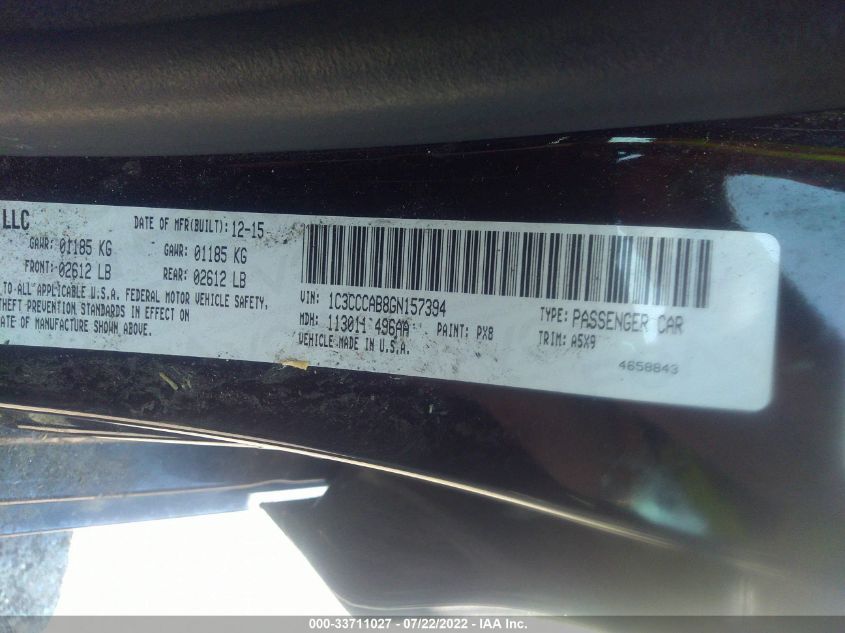 LLC
DATE OF MFR(BUILT): 12-15
GAWR: 01185 KG GAWR: 01185 KG
FRONT: 02612 LB REAR: 02612 LB
TO ALL APPLICABLE U.S.A. FEDERAL MOTOR VEHICLE SAFETY,
THEFT PREVENTION STANDARDS IN EFFECT ON
DATE OF MANUFACTURE SHOWN ABOVE.
VIN: 1C3CCCAB8GN157394 TYPE: PASSENGER CAR
MDH: 113011 496AA PAINT: PX8 TRIM: A5X9
VEHICLE MADE IN U.S.A.
4658843
000-33711027 - 07/22/2022 - IAA Inc.